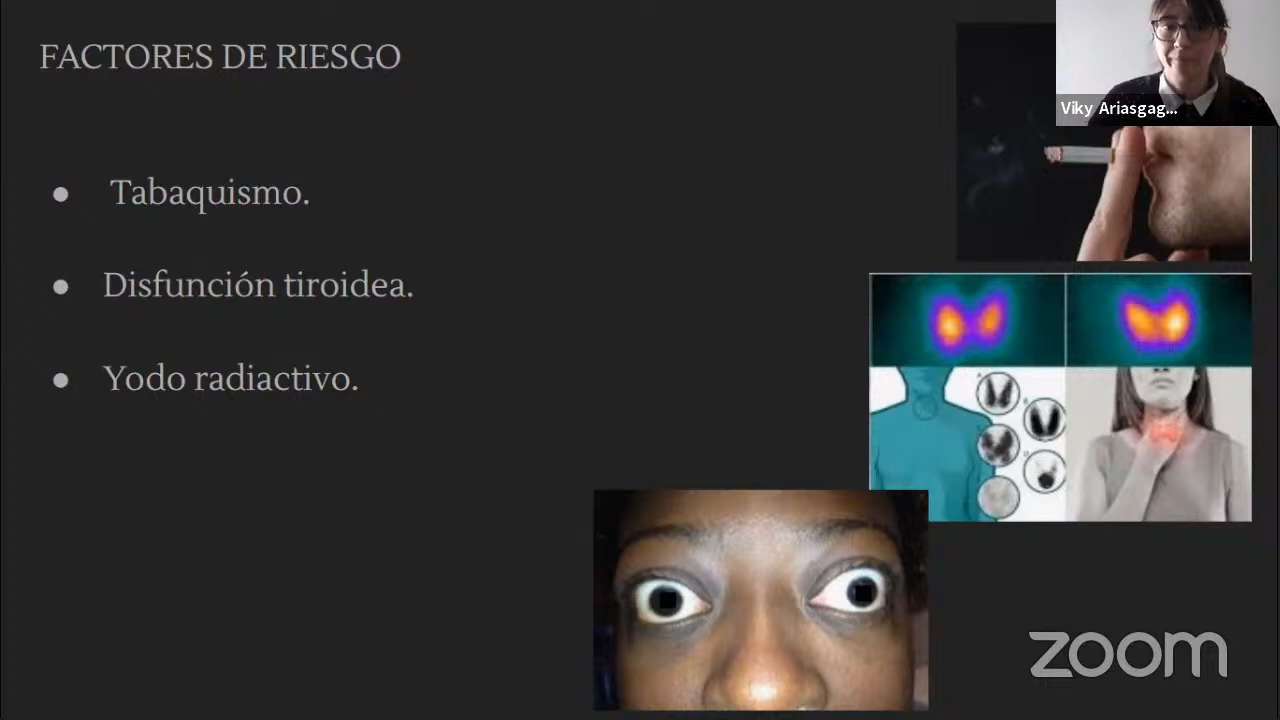 FACTORES DE RIESGO
Viky Ariasgag...
● Tabaquismo.
● Disfunción tiroidea.
● Yodo radiactivo.
zoom